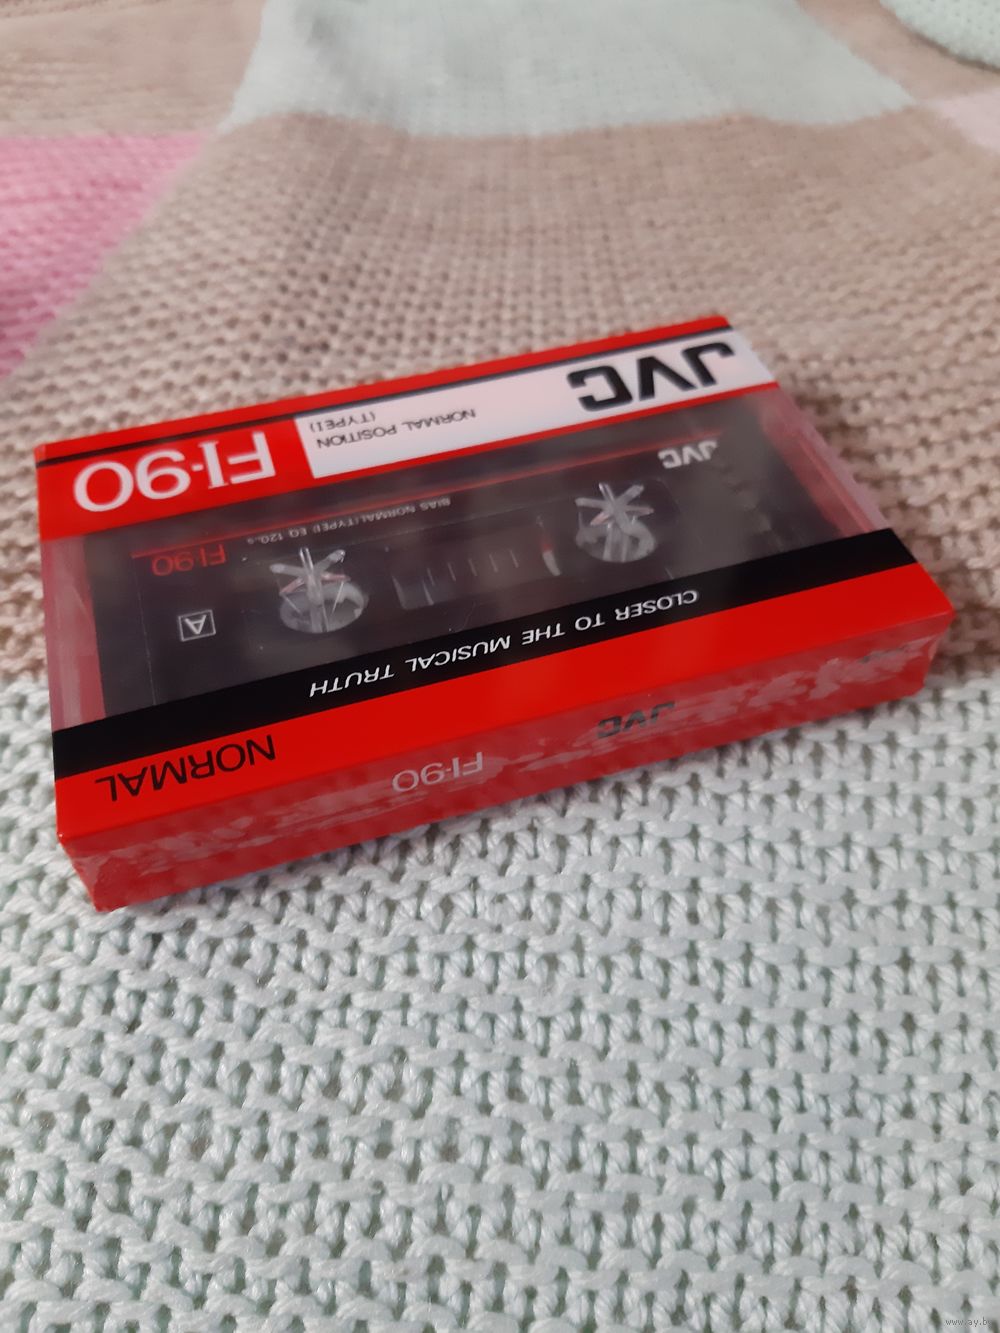 JVC
NORMAL POSITION
(TYPE I)
FI-90
JVC
BIAS NORMAL(TYPE I) EQ 120
FI-90
A
CLOSER TO THE MUSICAL TRUTH
NORMAL
JVC
FI-90